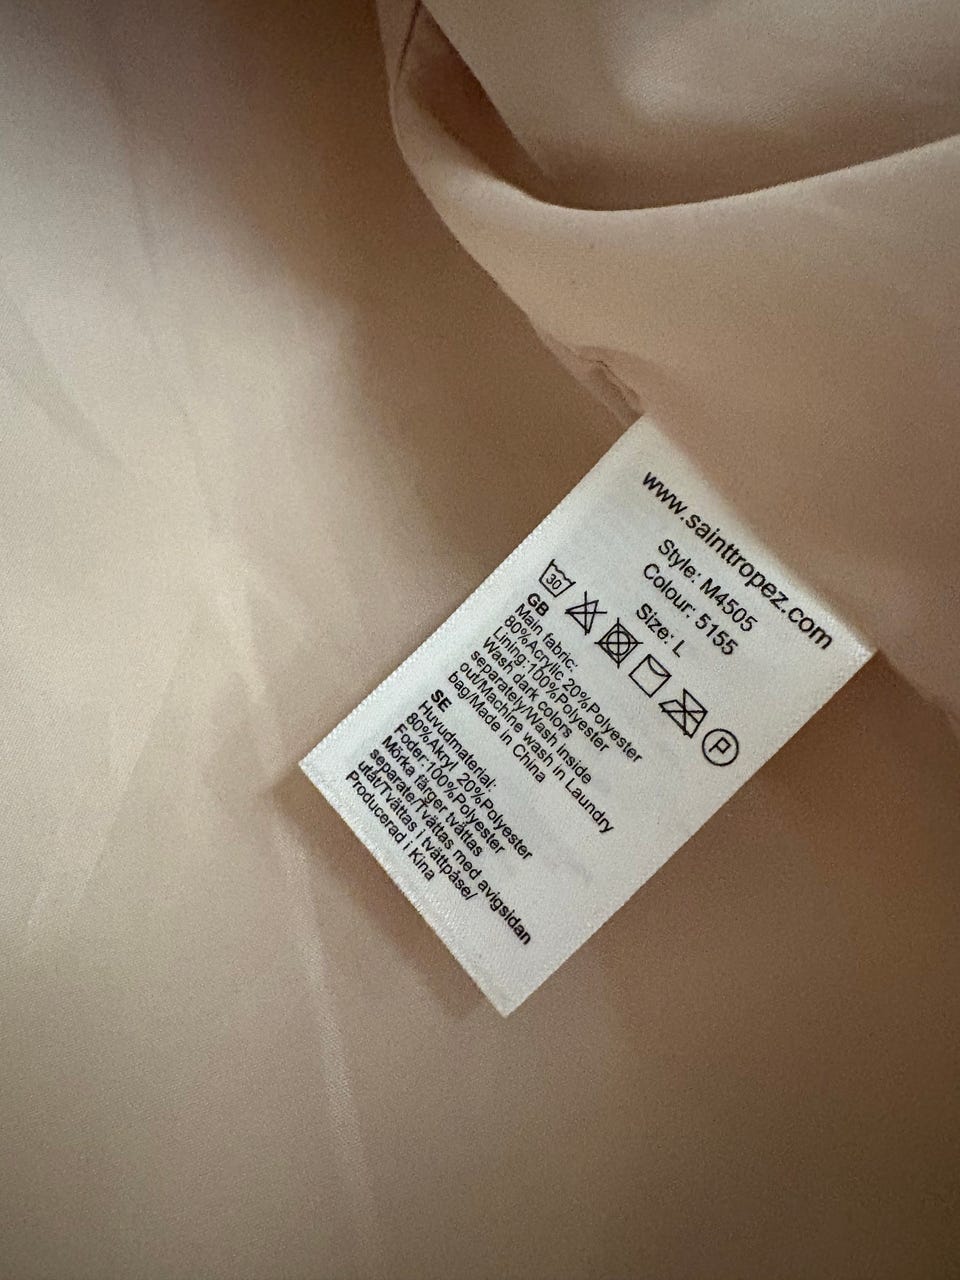 www.sainttropez.com
Style: M4505
Colour: 5155
Size: L
30
P
GB
Main fabric:
80%Acrylic 20%Polyester
Lining:100%Polyester
Wash dark colors
separately/Wash inside
out/Machine wash in Laundry
bag/Made in China
SE
Huvudmaterial:
80%Akryl 20%Polyester
Foder:100%Polyester
Mörka färger tvättas
separate/Tvättas med avigsidan
utåt/Tvättas i tvättpåse/
Producerad i Kina